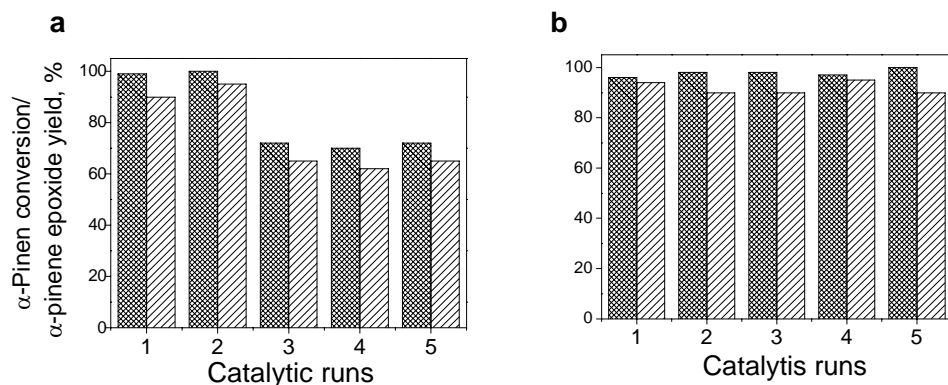 a
b
α-Pinen conversion/
α-pinene epoxide yield, %
100
80
60
40
20
0
1 2 3 4 5
Catalytic runs
100
80
60
40
20
0
1 2 3 4 5
Catalytis runs